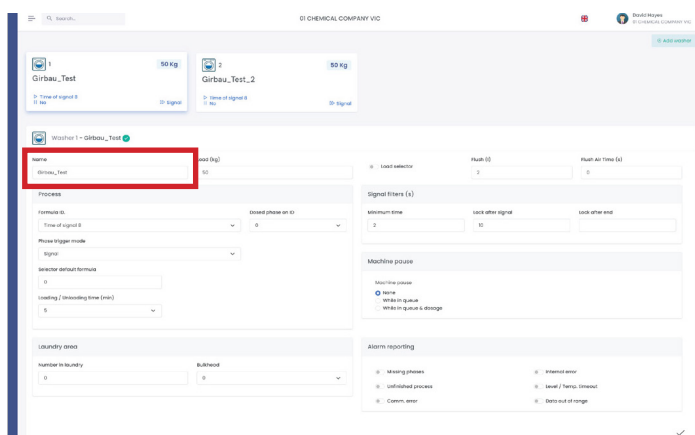 Search...
01 CHEMICAL COMPANY VIC
David Hayes
01 CHEMICAL COMPANY VIC
Add washer
1
50 Kg
Girbau_Test
Time of signal 8
No
Signal
2
50 Kg
Girbau_Test_2
Time of signal 8
No
Signal
Washer 1 - Girbau_Test
Name
Load (kg)
Load selector
Flush (l)
Flush Air Time (s)
Girbau_Test
50
2
0
Process
Formula ID.
Dosed phase on ID
Time of signal 8
0
Phase trigger mode
Signal
Selector default formula
0
Loading / Unloading time (min)
5
Signal filters (s)
Minimum time
Lock after signal
Lock after end
2
10
Machine pause
Machine pause
None
While in queue
While in queue & dosage
Laundry area
Number in laundry
Bulkhead
0
0
Alarm reporting
Missing phases
Internal error
Unfinished process
Level / Temp. timeout
Comm. error
Data out of range